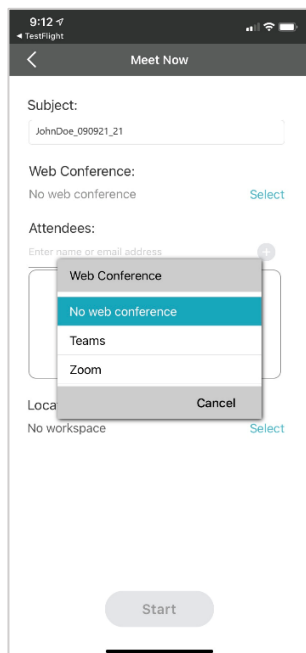 9:12
◄ TestFlight
Meet Now
Subject:
JohnDoe_090921_21
Web Conference:
No web conference
Select
Attendees:
Enter name or email address
Web Conference
No web conference
Teams
Zoom
Cancel
Loca
No workspace
Select
Start